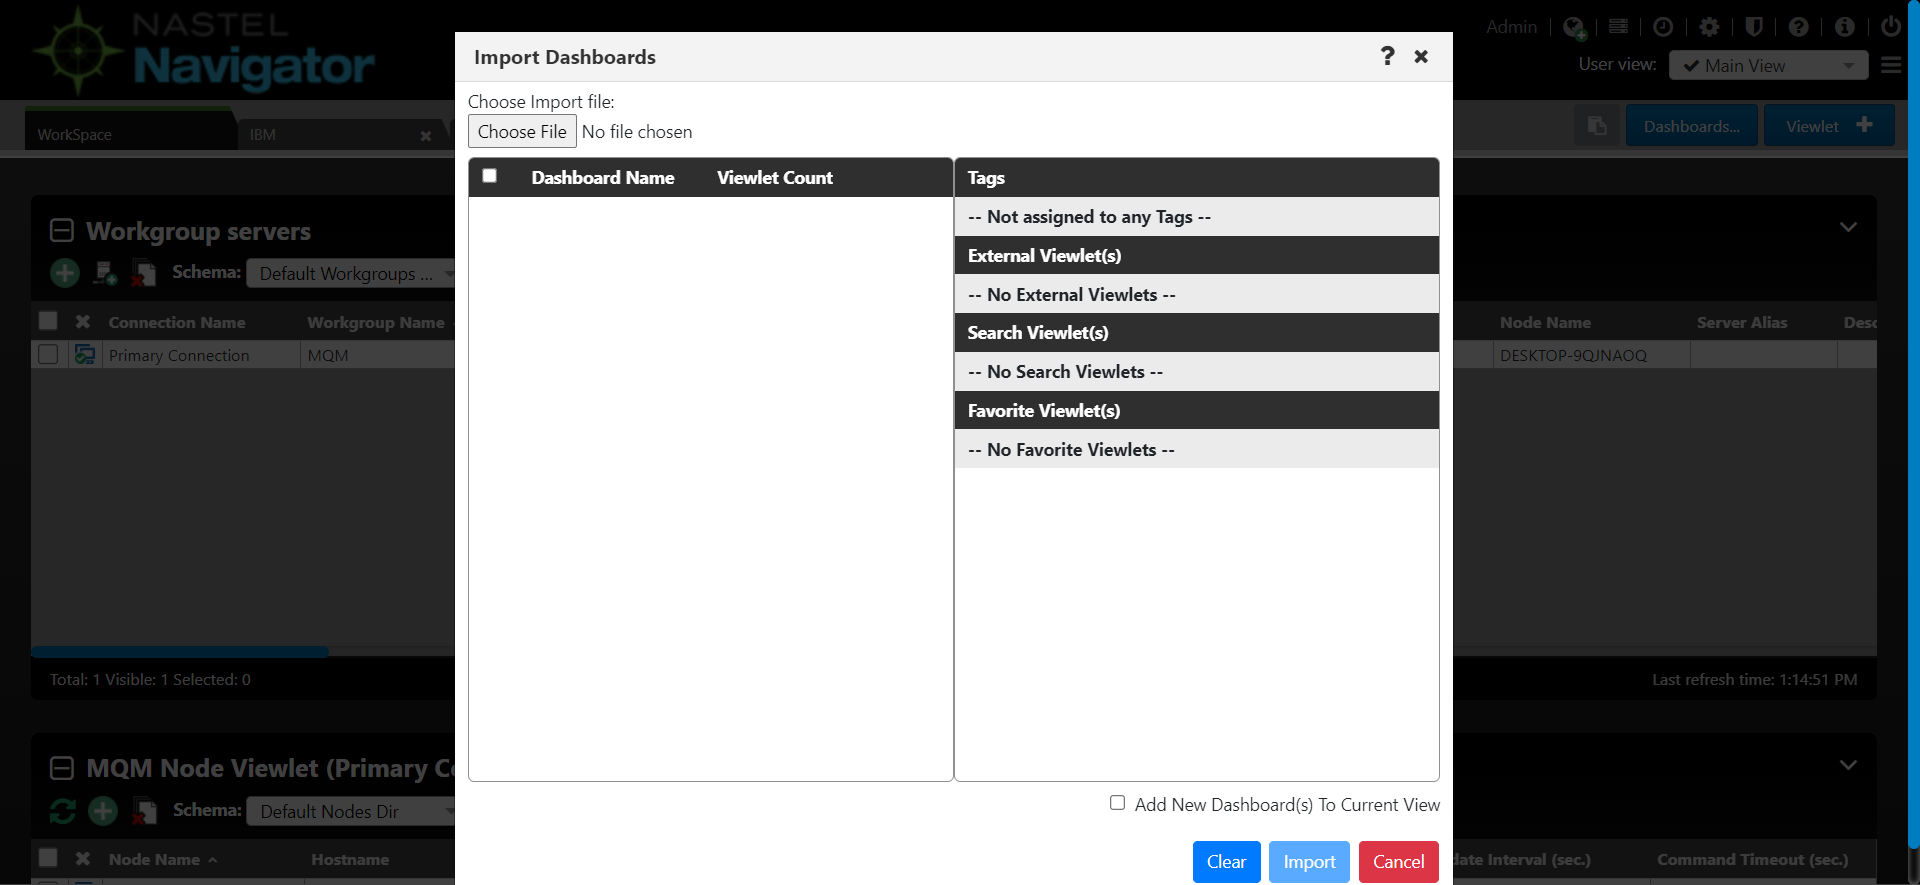 NASTEL
Navigator
Admin
User view:
Main View
WorkSpace
IBM
Dashboards...
Viewlet
Import Dashboards
Choose Import file:
Choose File No file chosen
Dashboard Name Viewlet Count
Tags
-- Not assigned to any Tags --
External Viewlet(s)
-- No External Viewlets --
Search Viewlet(s)
-- No Search Viewlets --
Favorite Viewlet(s)
-- No Favorite Viewlets --
Add New Dashboard(s) To Current View
Clear Import Cancel
Workgroup servers
Schema: Default Workgroups ...
Connection Name Workgroup Name Node Name Server Alias
Primary Connection MQM DESKTOP-9QJNAOQ
Total: 1 Visible: 1 Selected: 0
Last refresh time: 1:14:51 PM
MQM Node Viewlet (Primary
Schema: Default Nodes Dir
Node Name Hostname Interval (sec.) Command Timeout (sec.)